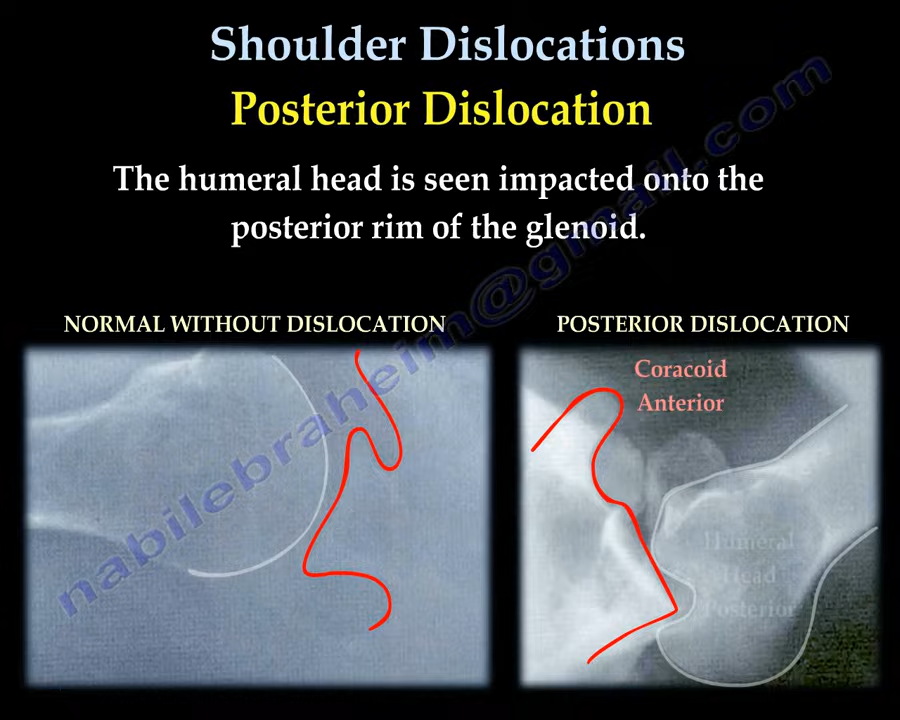 Shoulder Dislocations
Posterior Dislocation
The humeral head is seen impacted onto the
posterior rim of the glenoid.
NORMAL WITHOUT DISLOCATION
POSTERIOR DISLOCATION
Coracoid
Anterior
Humeral
Head
Posterior
nabilebraheim@gmail.com